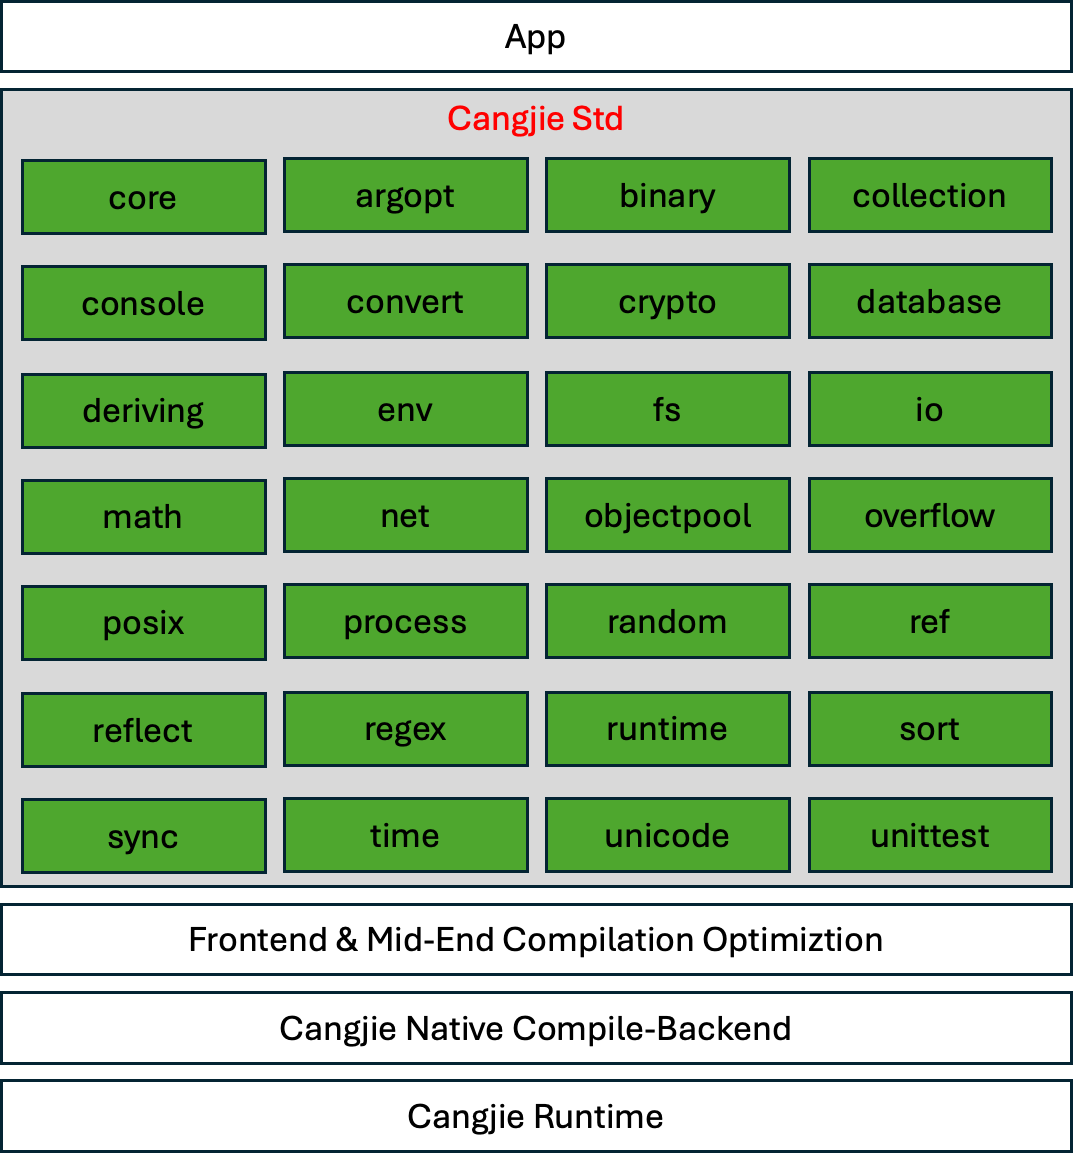 App
Cangjie Std
core argopt binary collection
console convert crypto database
deriving env fs io
math net objectpool overflow
posix process random ref
reflect regex runtime sort
sync time unicode unittest
Frontend & Mid-End Compilation Optimiztion
Cangjie Native Compile-Backend
Cangjie Runtime